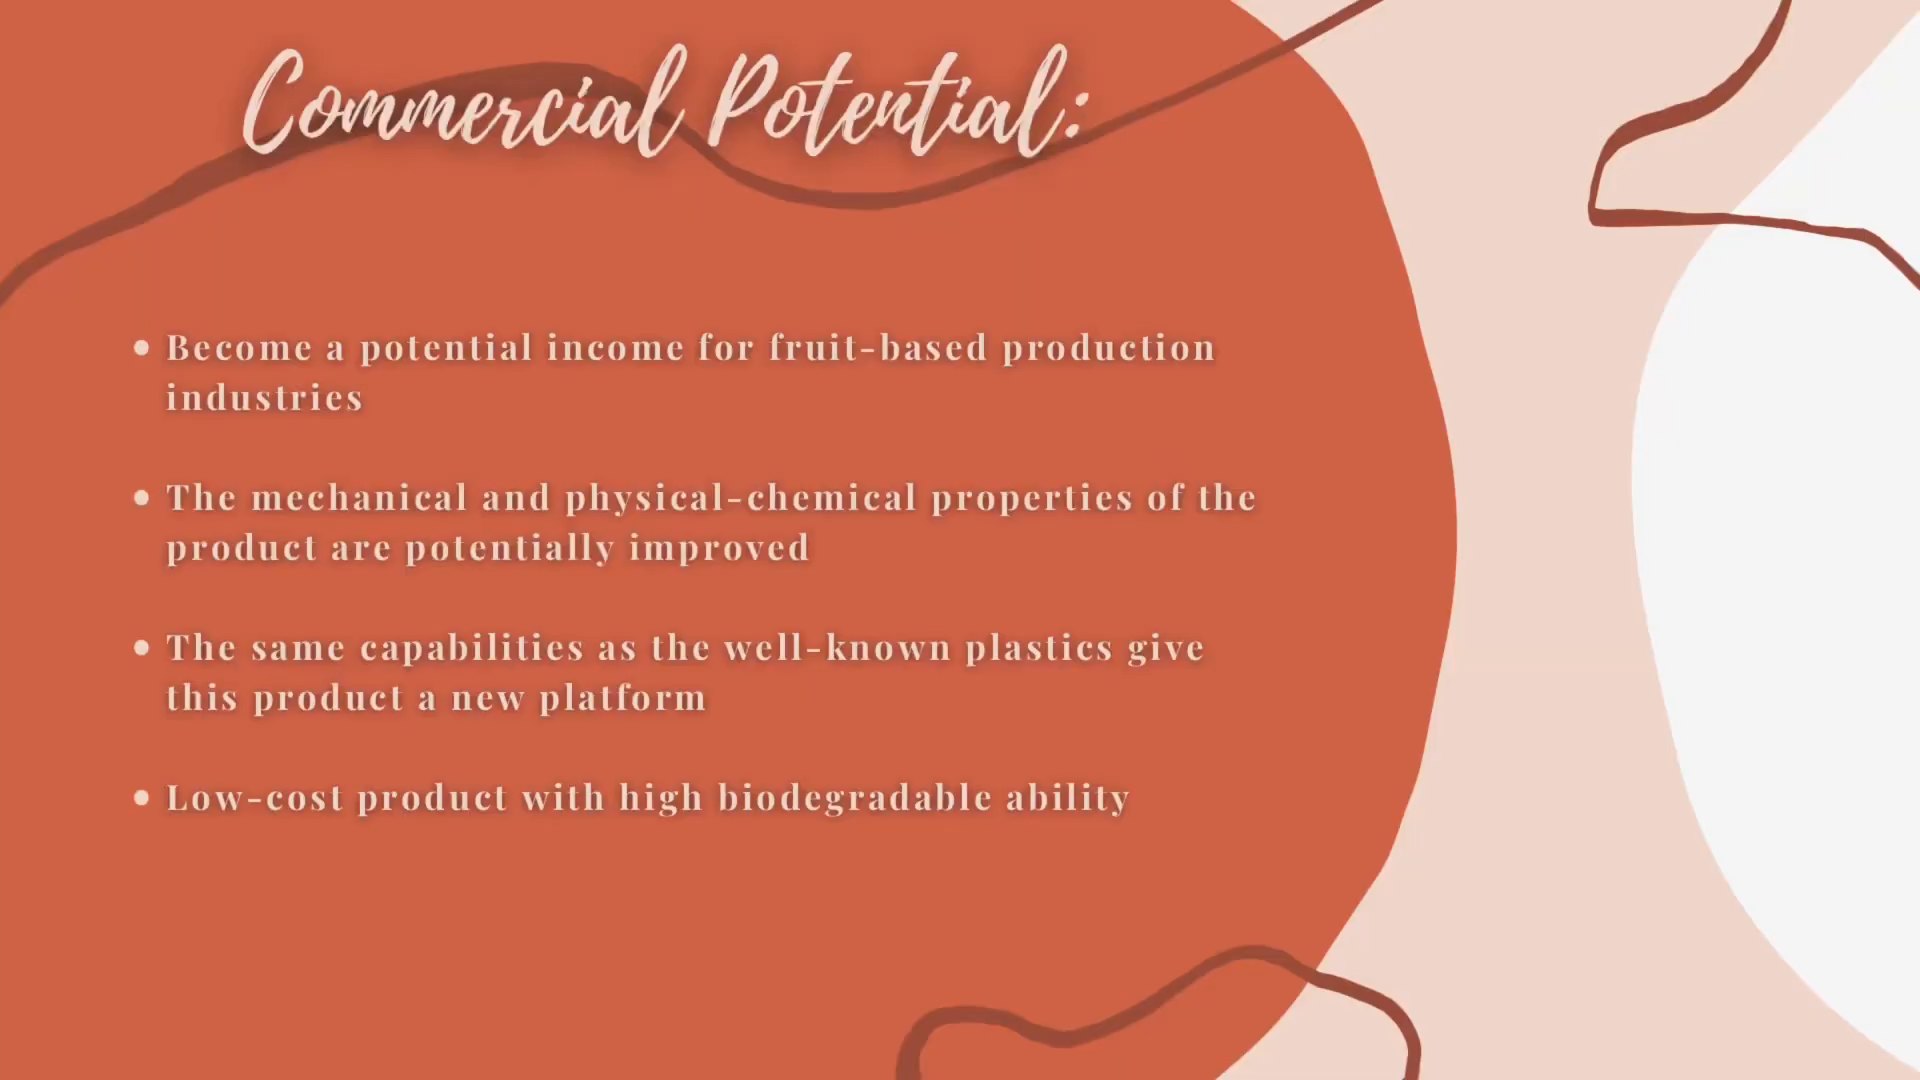 Commercial Potential:
• Become a potential income for fruit-based production
industries
• The mechanical and physical-chemical properties of the
product are potentially improved
• The same capabilities as the well-known plastics give
this product a new platform
• Low-cost product with high biodegradable ability